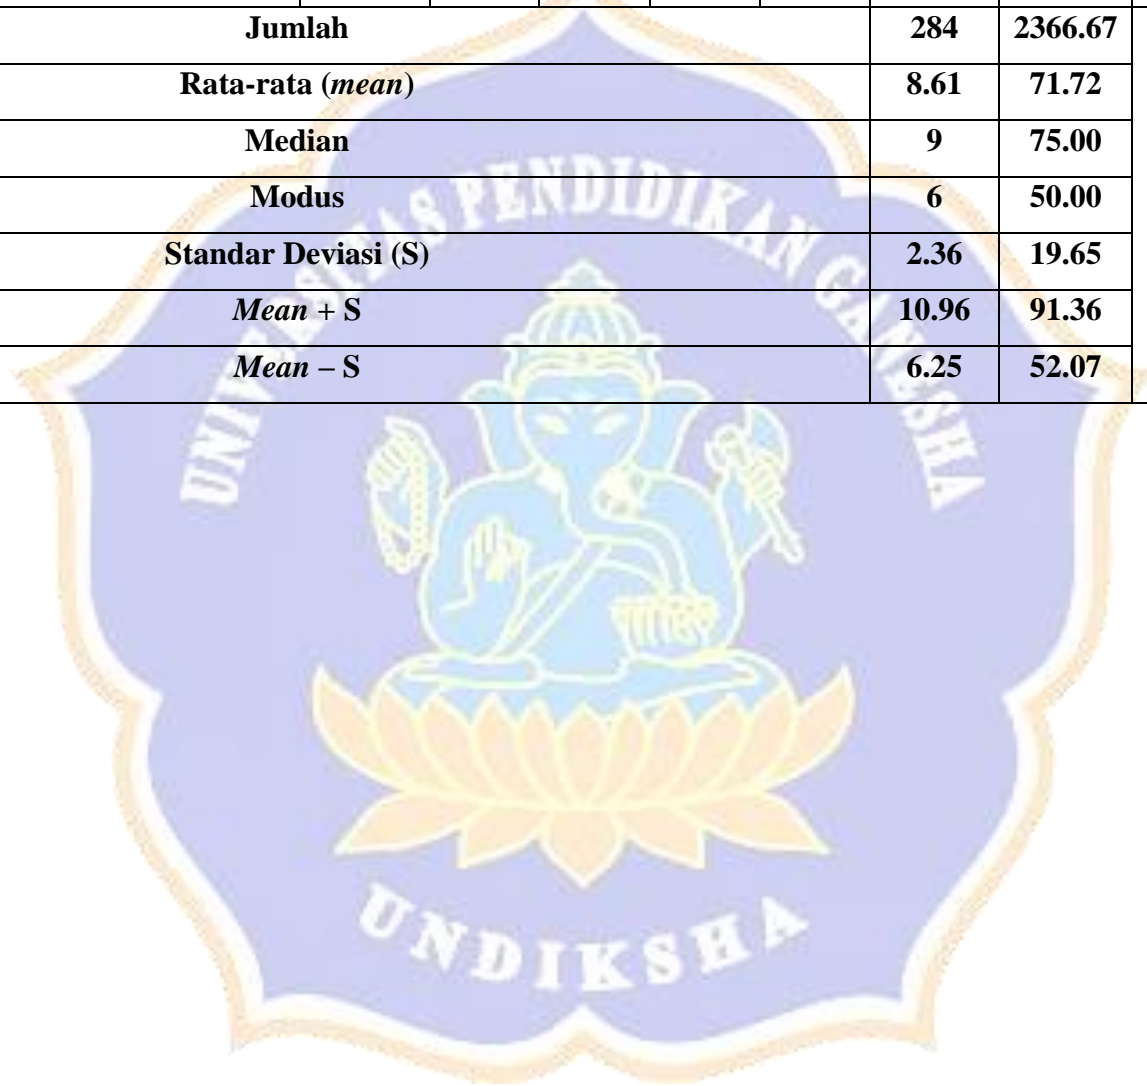 Jumlah 284 2366.67
Rata-rata (mean) 8.61 71.72
Median 9 75.00
Modus 6 50.00
Standar Deviasi (S) 2.36 19.65
Mean + S 10.96 91.36
Mean – S 6.25 52.07
UNIVERSITAS PENDIDIKAN GANESHA
UNDIKSHA